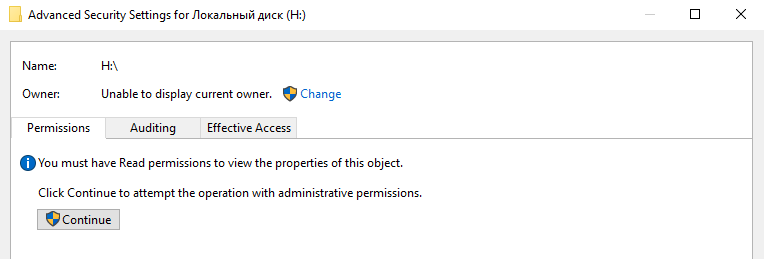 Advanced Security Settings for Локальный диск (H:)
Name: H:\
Owner: Unable to display current owner. Change
Permissions Auditing Effective Access
You must have Read permissions to view the properties of this object.
Click Continue to attempt the operation with administrative permissions.
Continue